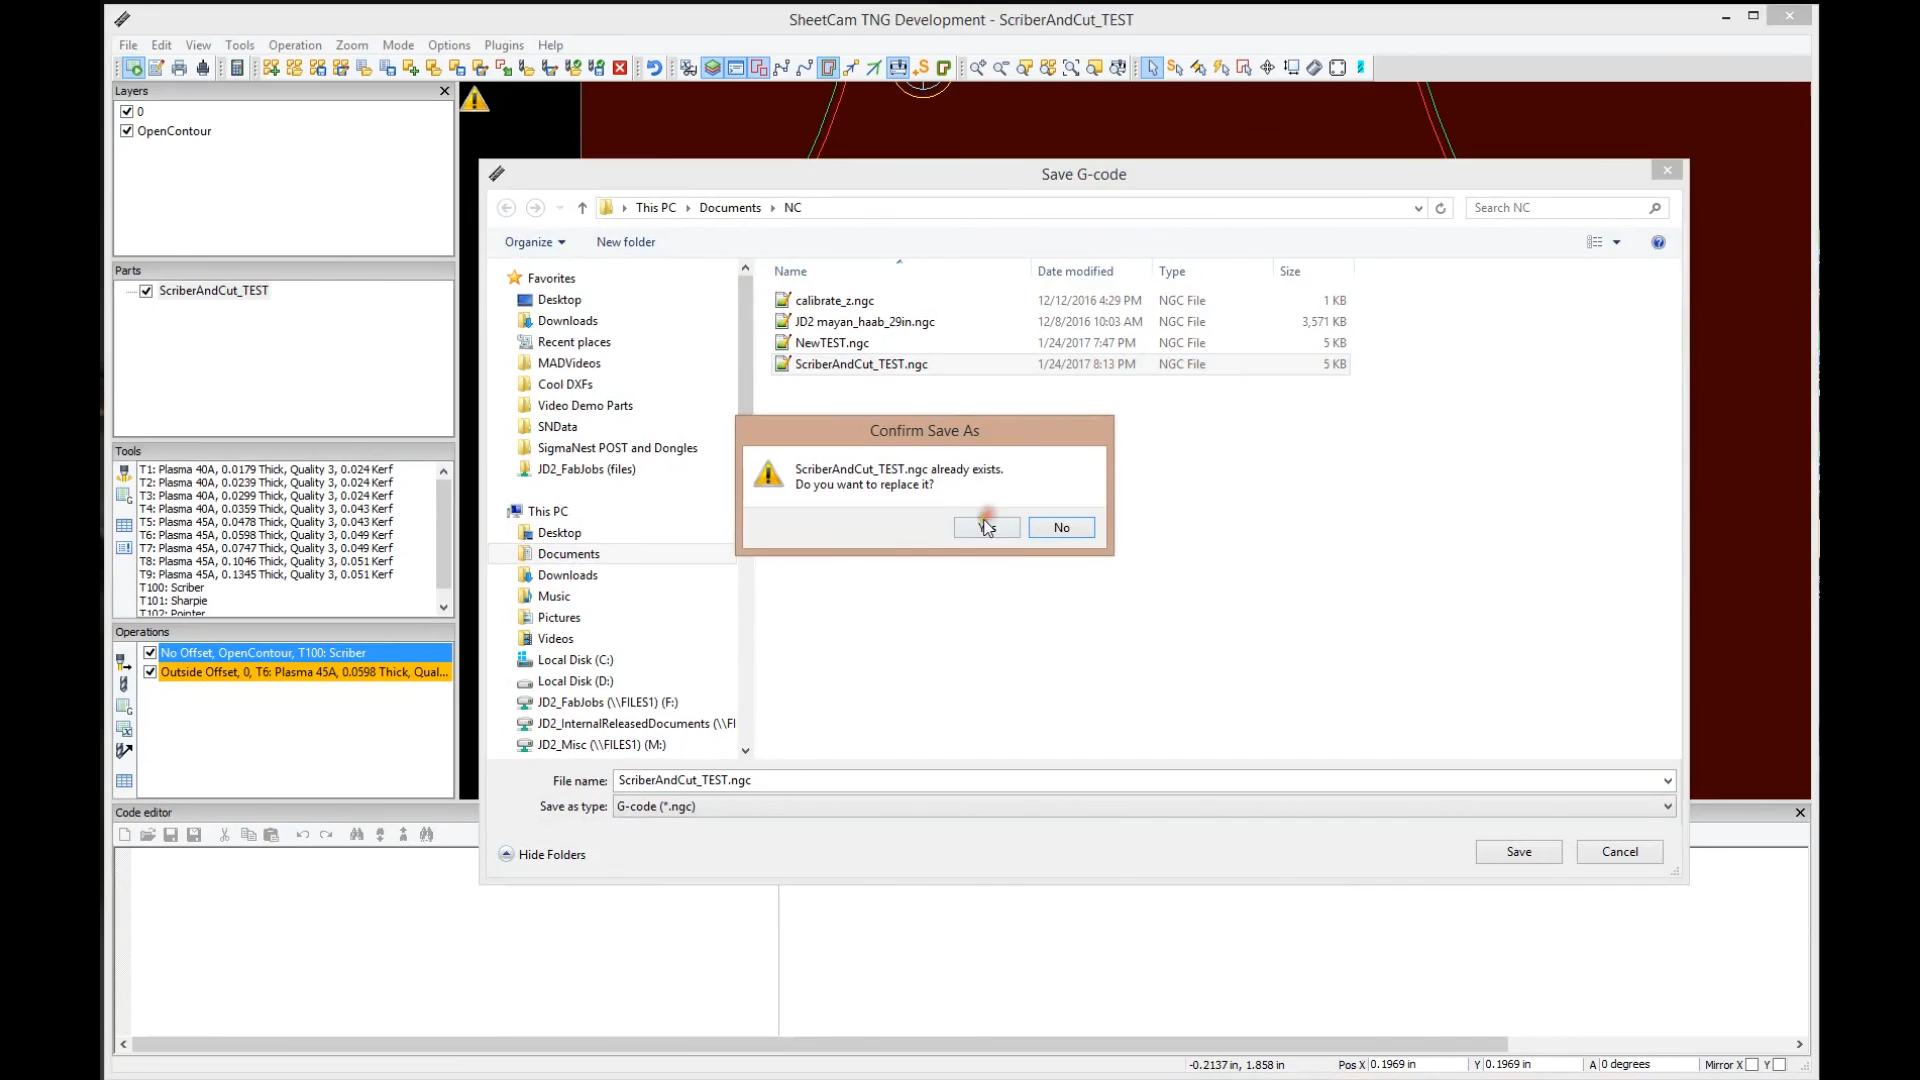 SheetCam TNG Development - ScriberAndCut_TEST
File Edit View Tools Operation Zoom Mode Options Plugins Help
Layers
0
OpenContour
Parts
ScriberAndCut_TEST
Tools
T1: Plasma 40A, 0.0179 Thick, Quality 3, 0.024 Kerf
T2: Plasma 40A, 0.0239 Thick, Quality 3, 0.024 Kerf
T3: Plasma 40A, 0.0299 Thick, Quality 3, 0.024 Kerf
T4: Plasma 40A, 0.0359 Thick, Quality 3, 0.043 Kerf
T5: Plasma 45A, 0.0478 Thick, Quality 3, 0.043 Kerf
T6: Plasma 45A, 0.0598 Thick, Quality 3, 0.049 Kerf
T7: Plasma 45A, 0.0747 Thick, Quality 3, 0.049 Kerf
T8: Plasma 45A, 0.1046 Thick, Quality 3, 0.051 Kerf
T9: Plasma 45A, 0.1345 Thick, Quality 3, 0.051 Kerf
T100: Scriber
T101: Sharpie
T102: Pointer
Operations
No Offset, OpenContour, T100: Scriber
Outside Offset, 0, T6: Plasma 45A, 0.0598 Thick, Qual...
Code editor
Save G-code
This PC Documents NC
Search NC
Organize New folder
Favorites
Desktop
Downloads
Recent places
MADVideos
Cool DXFs
Video Demo Parts
SNData
SigmaNest POST and Dongles
JD2_FabJobs (files)
This PC
Desktop
Documents
Downloads
Music
Pictures
Videos
Local Disk (C:)
Local Disk (D:)
JD2_FabJobs (\\FILES1) (F:)
JD2_InternalReleasedDocuments (\\FI
JD2_Misc (\\FILES1) (M:)
Name Date modified Type Size
calibrate_z.ngc 12/12/2016 4:29 PM NGC File 1 KB
JD2 mayan_haab_29in.ngc 12/8/2016 10:03 AM NGC File 3,571 KB
NewTEST.ngc 1/24/2017 7:47 PM NGC File 5 KB
ScriberAndCut_TEST.ngc 1/24/2017 8:13 PM NGC File 5 KB
Confirm Save As
ScriberAndCut_TEST.ngc already exists.
Do you want to replace it?
Yes No
File name: ScriberAndCut_TEST.ngc
Save as type: G-code (*.ngc)
Hide Folders
Save Cancel
-0.2137 in, 1.858 in Pos X 0.1969 in Y 0.1969 in A 0 degrees Mirror X Y